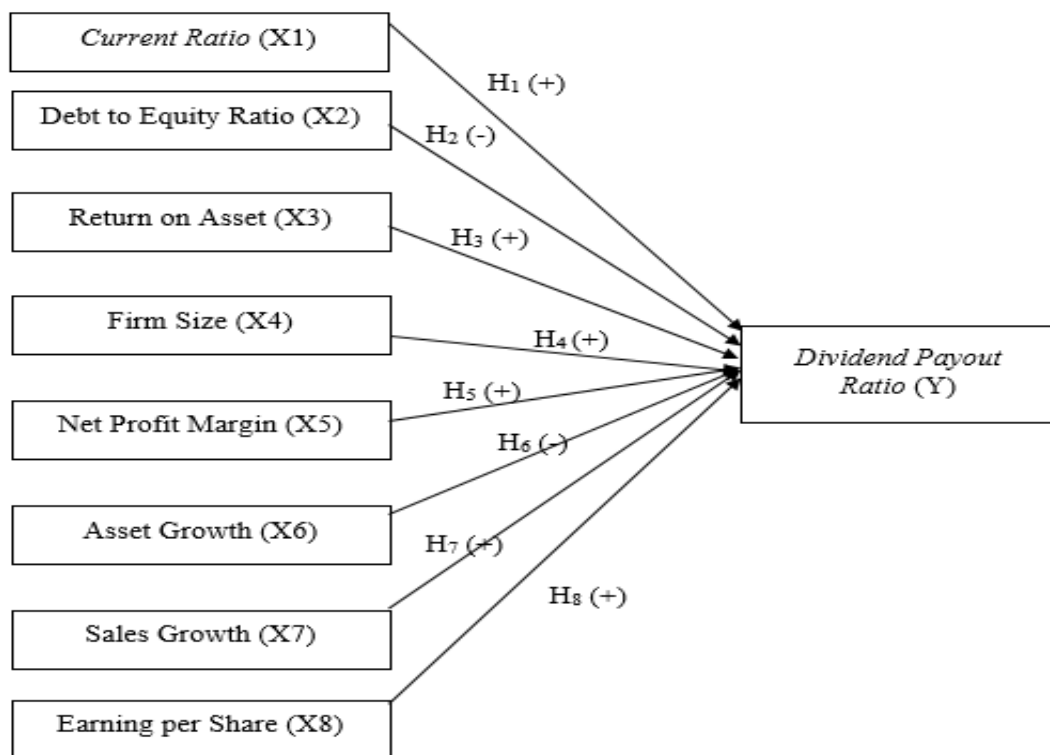 Current Ratio (X1)
H₁ (+)
Debt to Equity Ratio (X2)
H₂ (-)
Return on Asset (X3)
H₃ (+)
Firm Size (X4)
H₄ (+)
Dividend Payout
Ratio (Y)
Net Profit Margin (X5)
H₅ (+)
H₆ (-)
Asset Growth (X6)
H₇ (+)
Sales Growth (X7)
H₈ (+)
Earning per Share (X8)